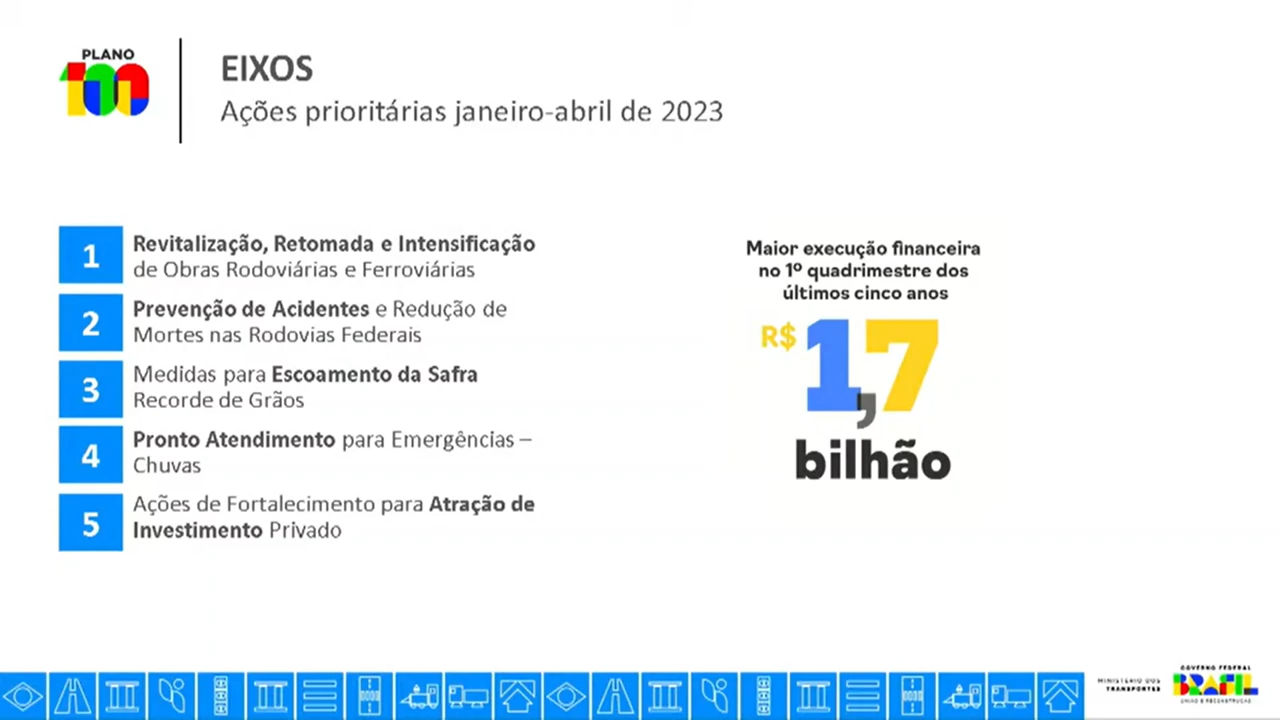 PLANO
100
EIXOS
Ações prioritárias janeiro-abril de 2023
1
Revitalização, Retomada e Intensificação
de Obras Rodoviárias e Ferroviárias
2
Prevenção de Acidentes e Redução de
Mortes nas Rodovias Federais
3
Medidas para Escoamento da Safra
Recorde de Grãos
4
Pronto Atendimento para Emergências –
Chuvas
5
Ações de Fortalecimento para Atração de
Investimento Privado
Maior execução financeira
no 1º quadrimestre dos
últimos cinco anos
R$ 1,7
bilhão
MINISTÉRIO DOS
TRANSPORTES
GOVERNO FEDERAL
BRASIL
UNIÃO E RECONSTRUÇÃO